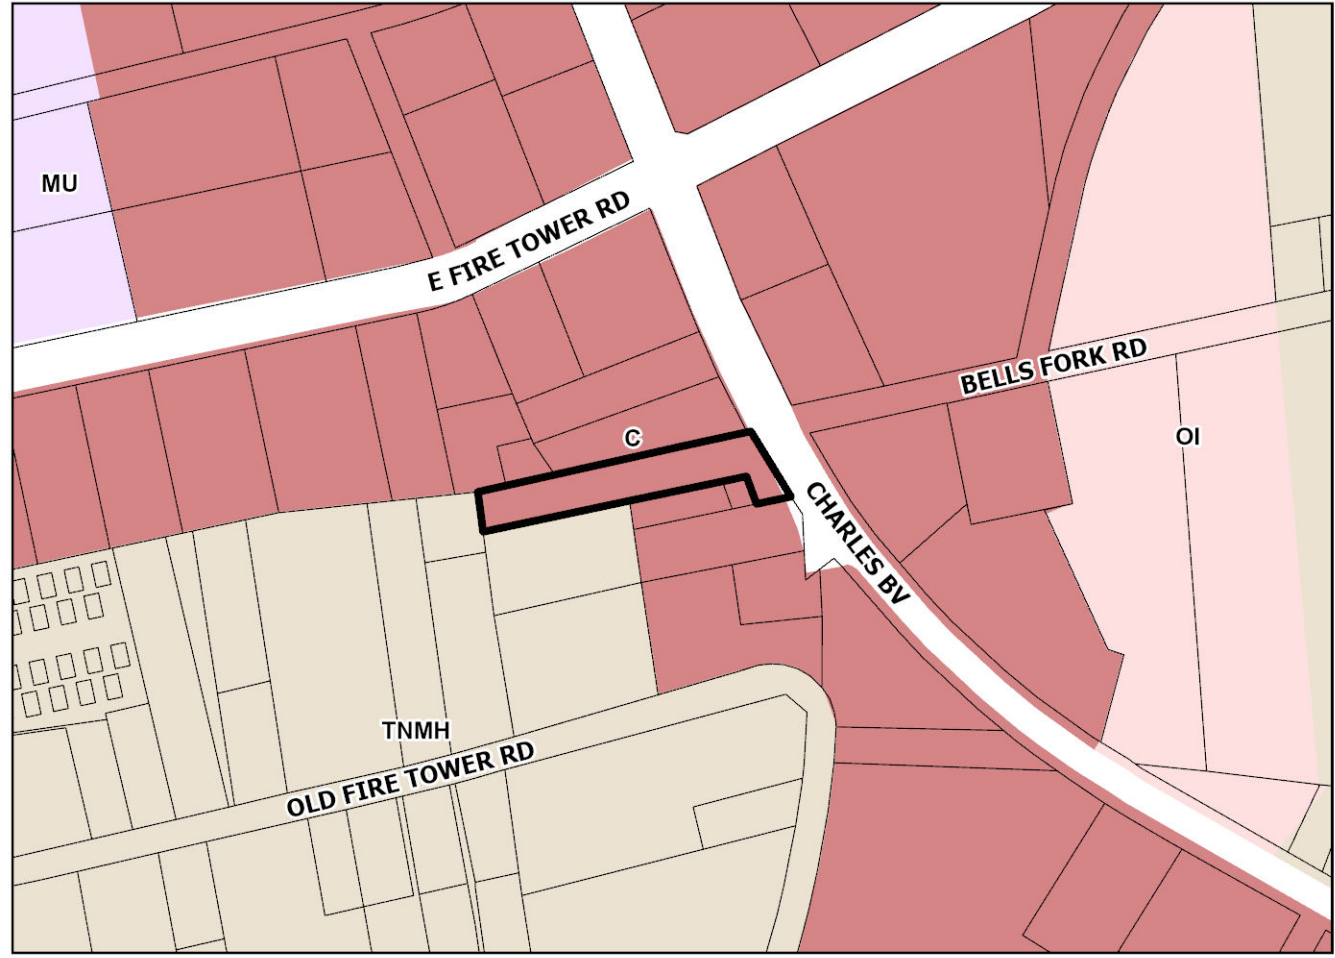 MU
E FIRE TOWER RD
BELLS FORK RD
C
OI
CHARLES BV
TNMH
OLD FIRE TOWER RD